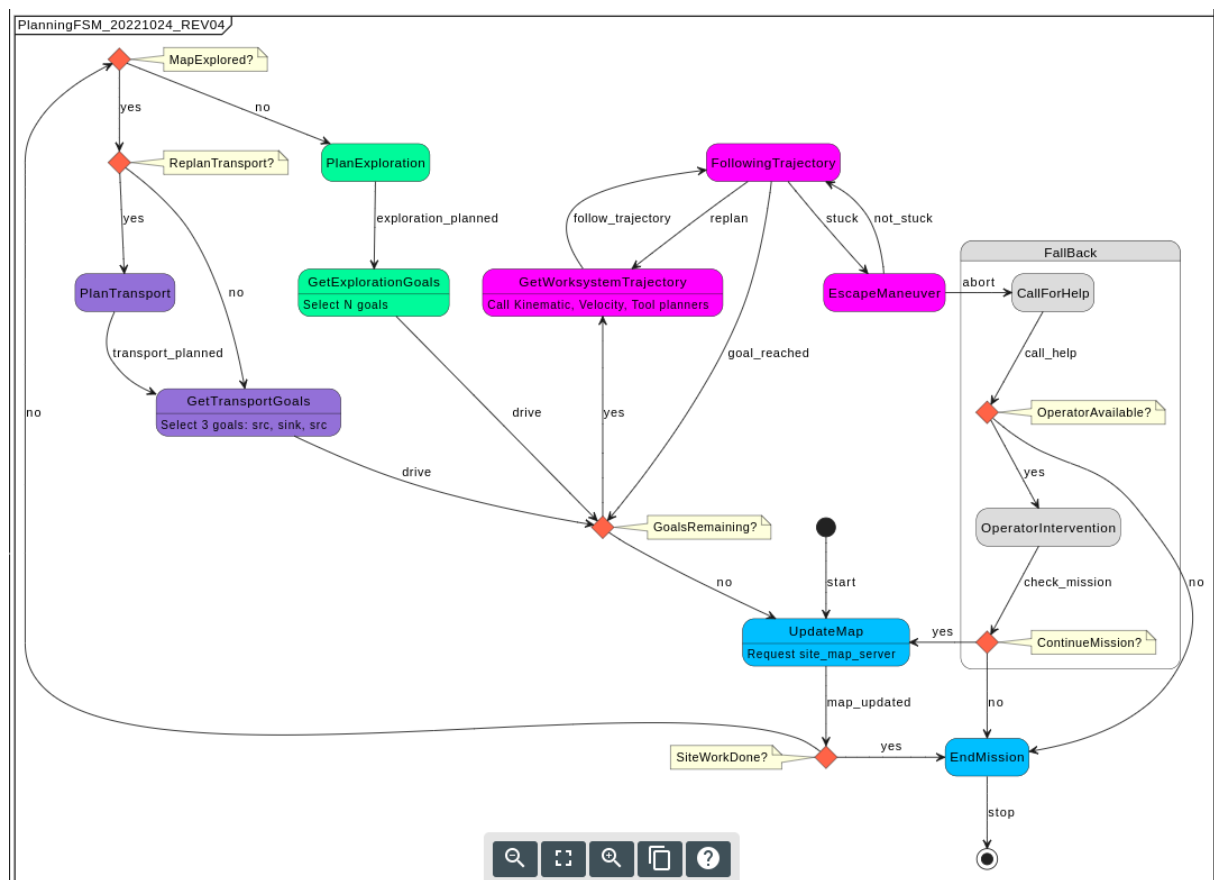 PlanningFSM_20221024_REV04
MapExplored?
yes
no
ReplanTransport?
PlanExploration
FollowingTrajectory
yes
exploration_planned
follow_trajectory
replan
stuck
not_stuck
FallBack
PlanTransport
no
GetExplorationGoals
Select N goals
GetWorksystemTrajectory
Call Kinematic, Velocity, Tool planners
EscapeManeuver
abort
CallForHelp
transport_planned
goal_reached
call_help
GetTransportGoals
Select 3 goals: src, sink, src
no
drive
yes
OperatorAvailable?
drive
yes
GoalsRemaining?
OperatorIntervention
no
start
check_mission
no
UpdateMap
Request site_map_server
yes
ContinueMission?
map_updated
no
SiteWorkDone?
yes
EndMission
stop
?